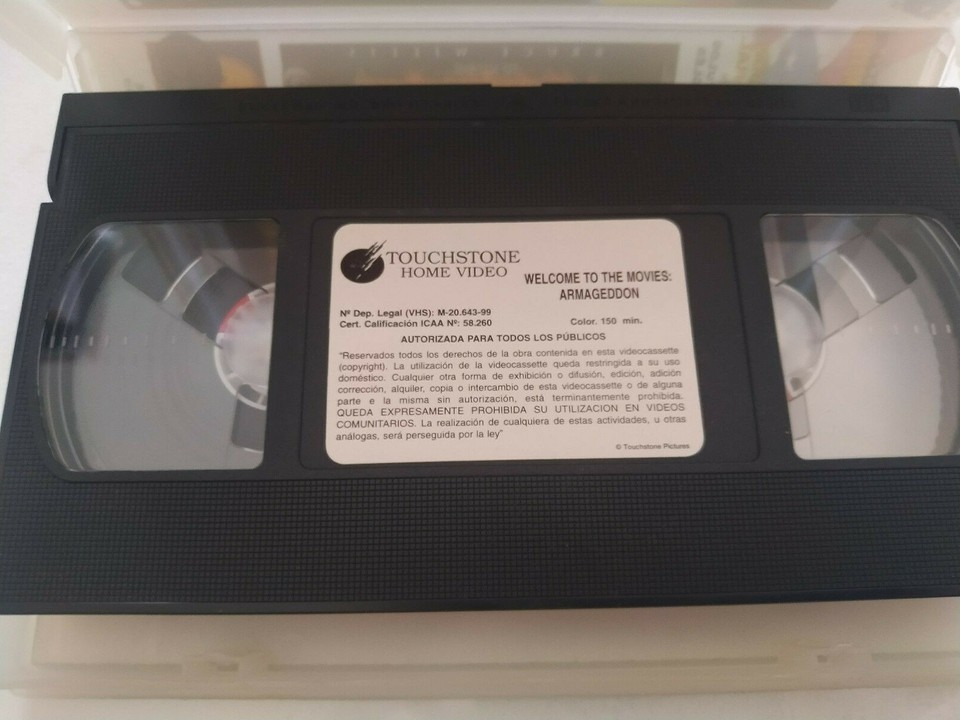 TOUCHSTONE
HOME VIDEO
WELCOME TO THE MOVIES:
ARMAGEDDON
Nº Dep. Legal (VHS): M-20.643-99
Cert. Calificación ICAA Nº: 58.260
Color. 150 min.
AUTORIZADA PARA TODOS LOS PÚBLICOS
"Reservados todos los derechos de la obra contenida en esta videocassette
(copyright). La utilización de la videocassette queda restringida a su uso
doméstico. Cualquier otra forma de exhibición o difusión, edición, adición
corrección, alquiler, copia o intercambio de esta videocassette o de alguna
parte e la misma sin autorización, está terminantemente prohibida.
QUEDA EXPRESAMENTE PROHIBIDA SU UTILIZACION EN VIDEOS
COMUNITARIOS. La realización de cualquiera de estas actividades, u otras
análogas, será perseguida por la ley"
© Touchstone Pictures